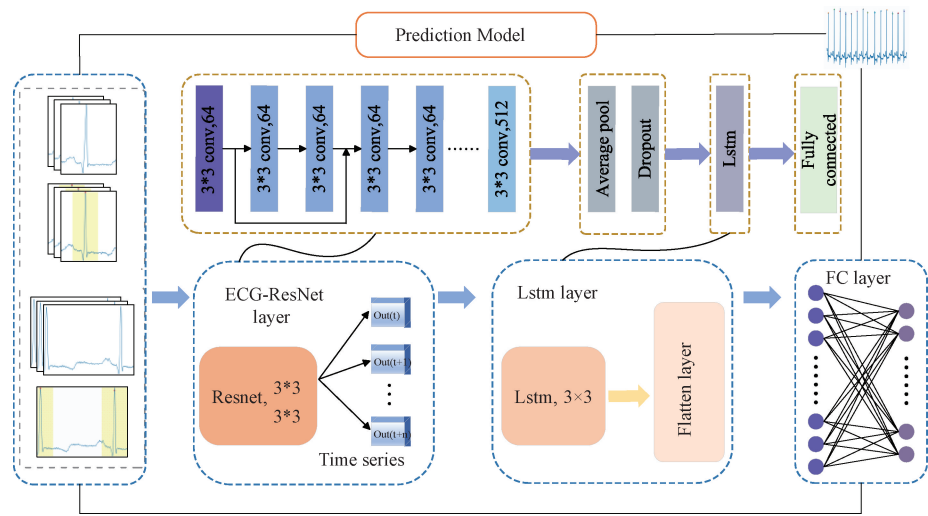 Prediction Model
3*3 conv,64
3*3 conv,64
3*3 conv,64
3*3 conv,64
3*3 conv,64
......
3*3 conv,512
Average pool
Dropout
Lstm
Fully
connected
ECG-ResNet
layer
Resnet, 3*3
3*3
Out(t)
Out(t+1)
Out(t+n)
Time series
Lstm layer
Lstm, 3×3
Flatten layer
FC layer